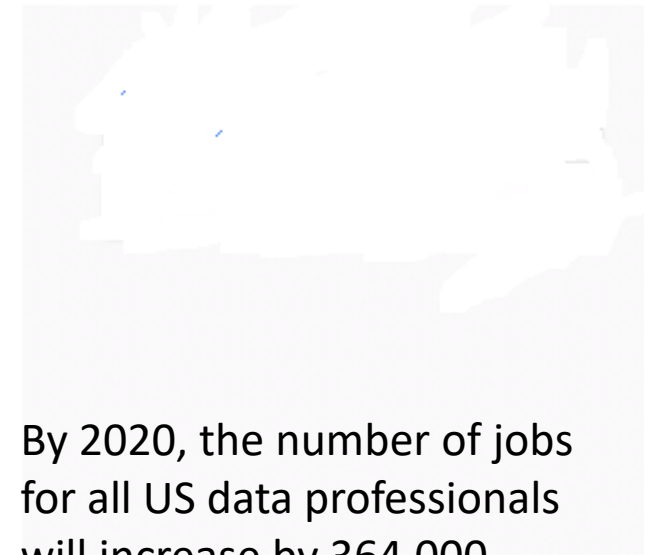 By 2020, the number of jobs
for all US data professionals
will increase by 364,000